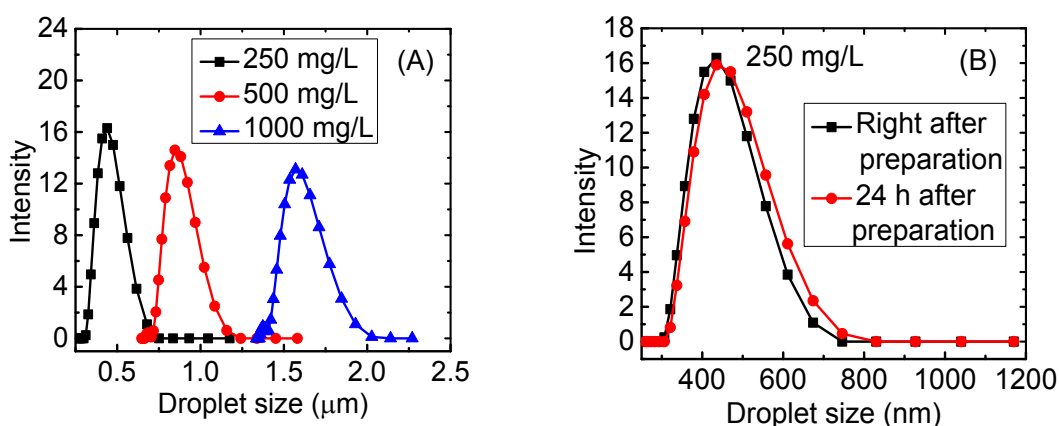 (A)
250 mg/L
500 mg/L
1000 mg/L
Intensity
24
20
16
12
8
4
0
0.5 1.0 1.5 2.0 2.5
Droplet size (μm)
(B)
250 mg/L
Right after
preparation
24 h after
preparation
Intensity
18
16
14
12
10
8
6
4
2
0
400 600 800 1000 1200
Droplet size (nm)